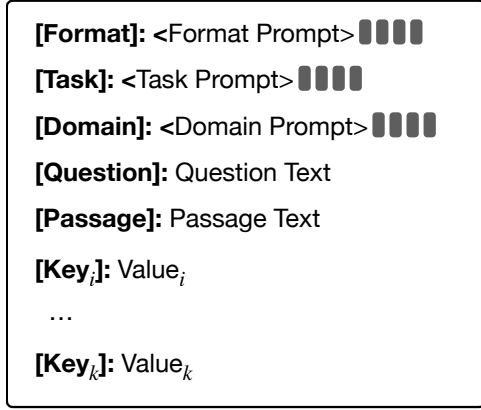 [Format]: <Format Prompt>
[Task]: <Task Prompt>
[Domain]: <Domain Prompt>
[Question]: Question Text
[Passage]: Passage Text
[Keyᵢ]: Valueᵢ
…
[Keyₖ]: Valueₖ